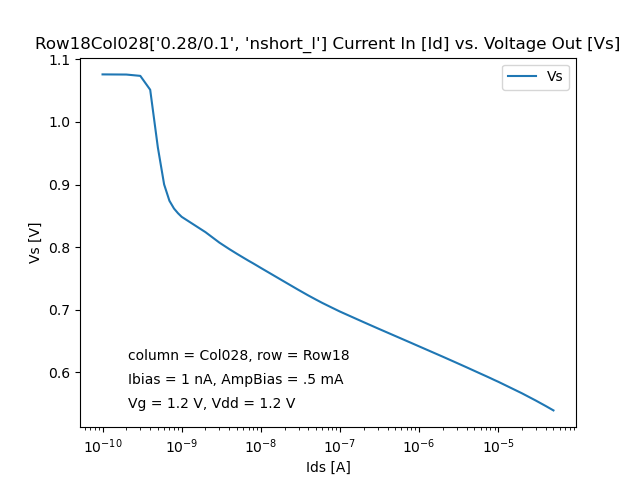 Row18Col028['0.28/0.1', 'nshort_l'] Current In [Id] vs. Voltage Out [Vs]
Vs
1.1
1.0
0.9
0.8
0.7
0.6
Vs [V]
column = Col028, row = Row18
Ibias = 1 nA, AmpBias = .5 mA
Vg = 1.2 V, Vdd = 1.2 V
10⁻¹⁰ 10⁻⁹ 10⁻⁸ 10⁻⁷ 10⁻⁶ 10⁻⁵
Ids [A]